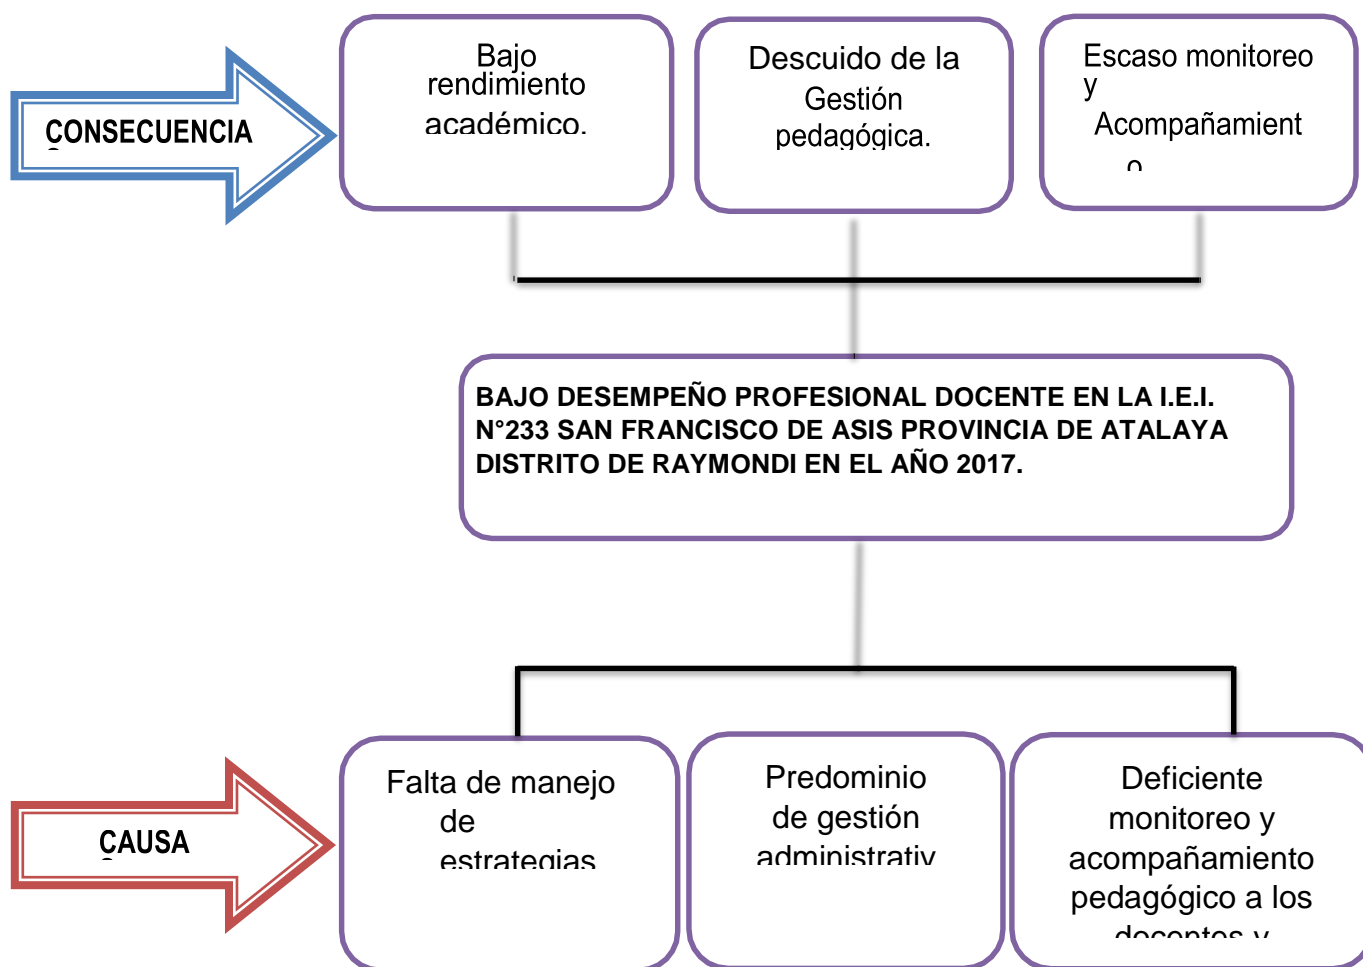 Bajo
rendimiento
académico.
Descuido de la
Gestión
pedagógica.
Escaso monitoreo
y
Acompañamient
o
CONSECUENCIA
BAJO DESEMPEÑO PROFESIONAL DOCENTE EN LA I.E.I.
N°233 SAN FRANCISCO DE ASIS PROVINCIA DE ATALAYA
DISTRITO DE RAYMONDI EN EL AÑO 2017.
CAUSA
Falta de manejo
de
estrategias
Predominio
de gestión
administrativ
Deficiente
monitoreo y
acompañamiento
pedagógico a los
docentes y